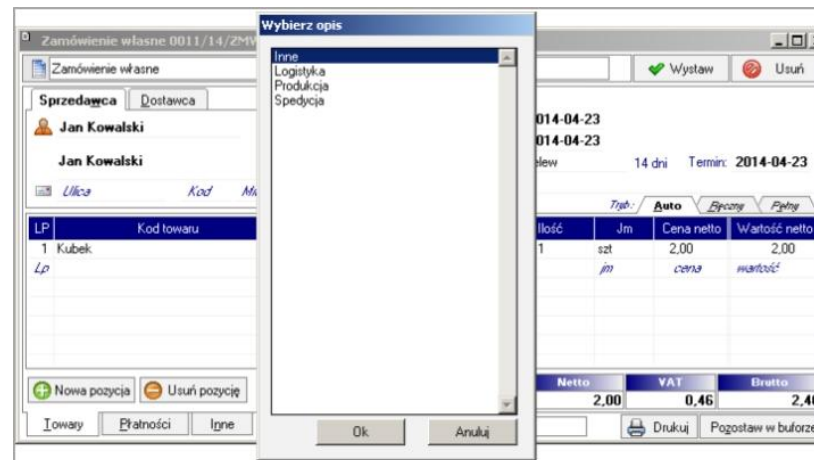 Wybierz opis
Zamówienie własne 0011/14/ZMW
Zamówienie własne
Wystaw
Usuń
Inne
Logistyka
Produkcja
Spedycja
Sprzedawca
Dostawca
Jan Kowalski
Jan Kowalski
Ulica Kod
014-04-23
014-04-23
elew 14 dni Termin: 2014-04-23
Tryb: Auto Ręczny Pełny
LP Kod towaru Ilość Jm Cena netto Wartość netto
1 Kubek 1 szt 2,00 2,00
Lp jm cena wartość
Nowa pozycja Usuń pozycję
Netto VAT Brutto
2,00 0,46 2,4
Towary Płatności Inne
Ok Anuluj
Drukuj Pozostaw w buforze